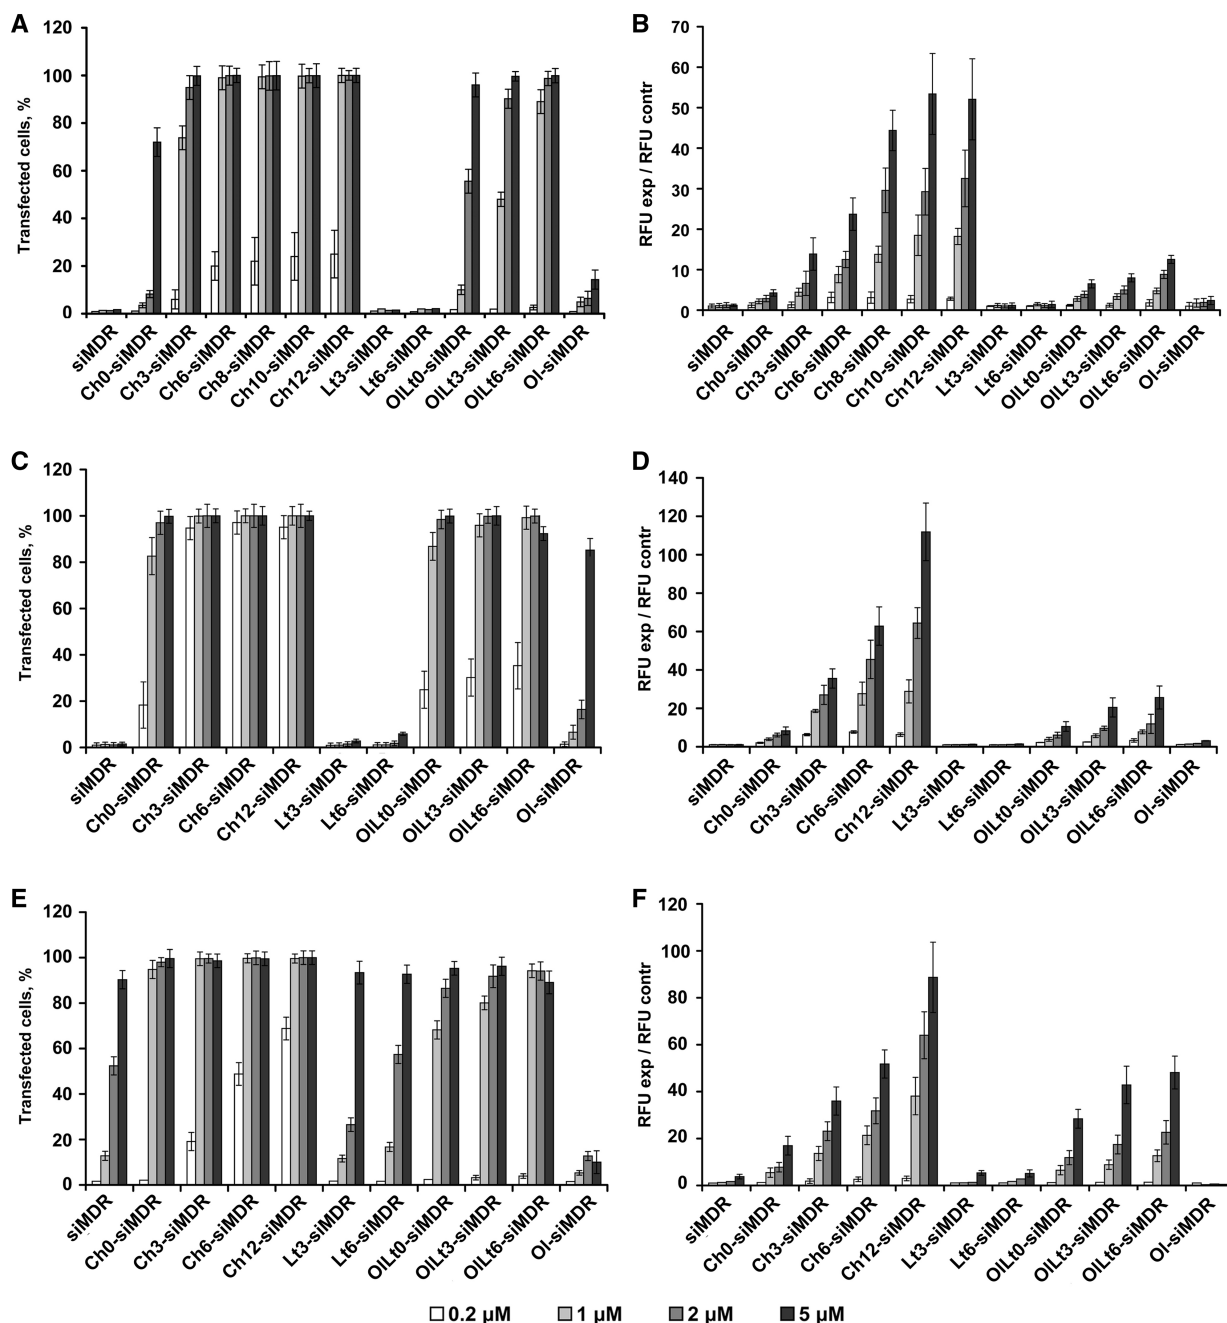 A
Transfected cells, %
120
100
80
60
40
20
0
siMDR
Ch0-siMDR
Ch3-siMDR
Ch6-siMDR
Ch8-siMDR
Ch10-siMDR
Ch12-siMDR
Lt3-siMDR
Lt6-siMDR
OlLt0-siMDR
OlLt3-siMDR
OlLt6-siMDR
Ol-siMDR
B
RFU exp / RFU contr
70
60
50
40
30
20
10
0
siMDR
Ch0-siMDR
Ch3-siMDR
Ch6-siMDR
Ch8-siMDR
Ch10-siMDR
Ch12-siMDR
Lt3-siMDR
Lt6-siMDR
OlLt0-siMDR
OlLt3-siMDR
OlLt6-siMDR
Ol-siMDR
C
Transfected cells, %
120
100
80
60
40
20
0
siMDR
Ch0-siMDR
Ch3-siMDR
Ch6-siMDR
Ch12-siMDR
Lt3-siMDR
Lt6-siMDR
OlLt0-siMDR
OlLt3-siMDR
OlLt6-siMDR
Ol-siMDR
D
RFU exp / RFU contr
140
120
100
80
60
40
20
0
siMDR
Ch0-siMDR
Ch3-siMDR
Ch6-siMDR
Ch12-siMDR
Lt3-siMDR
Lt6-siMDR
OlLt0-siMDR
OlLt3-siMDR
OlLt6-siMDR
Ol-siMDR
E
Transfected cells, %
120
100
80
60
40
20
0
siMDR
Ch0-siMDR
Ch3-siMDR
Ch6-siMDR
Ch12-siMDR
Lt3-siMDR
Lt6-siMDR
OlLt0-siMDR
OlLt3-siMDR
OlLt6-siMDR
Ol-siMDR
F
RFU exp / RFU contr
120
100
80
60
40
20
0
siMDR
Ch0-siMDR
Ch3-siMDR
Ch6-siMDR
Ch12-siMDR
Lt3-siMDR
Lt6-siMDR
OlLt0-siMDR
OlLt3-siMDR
OlLt6-siMDR
Ol-siMDR
0.2 µM 1 µM 2 µM 5 µM